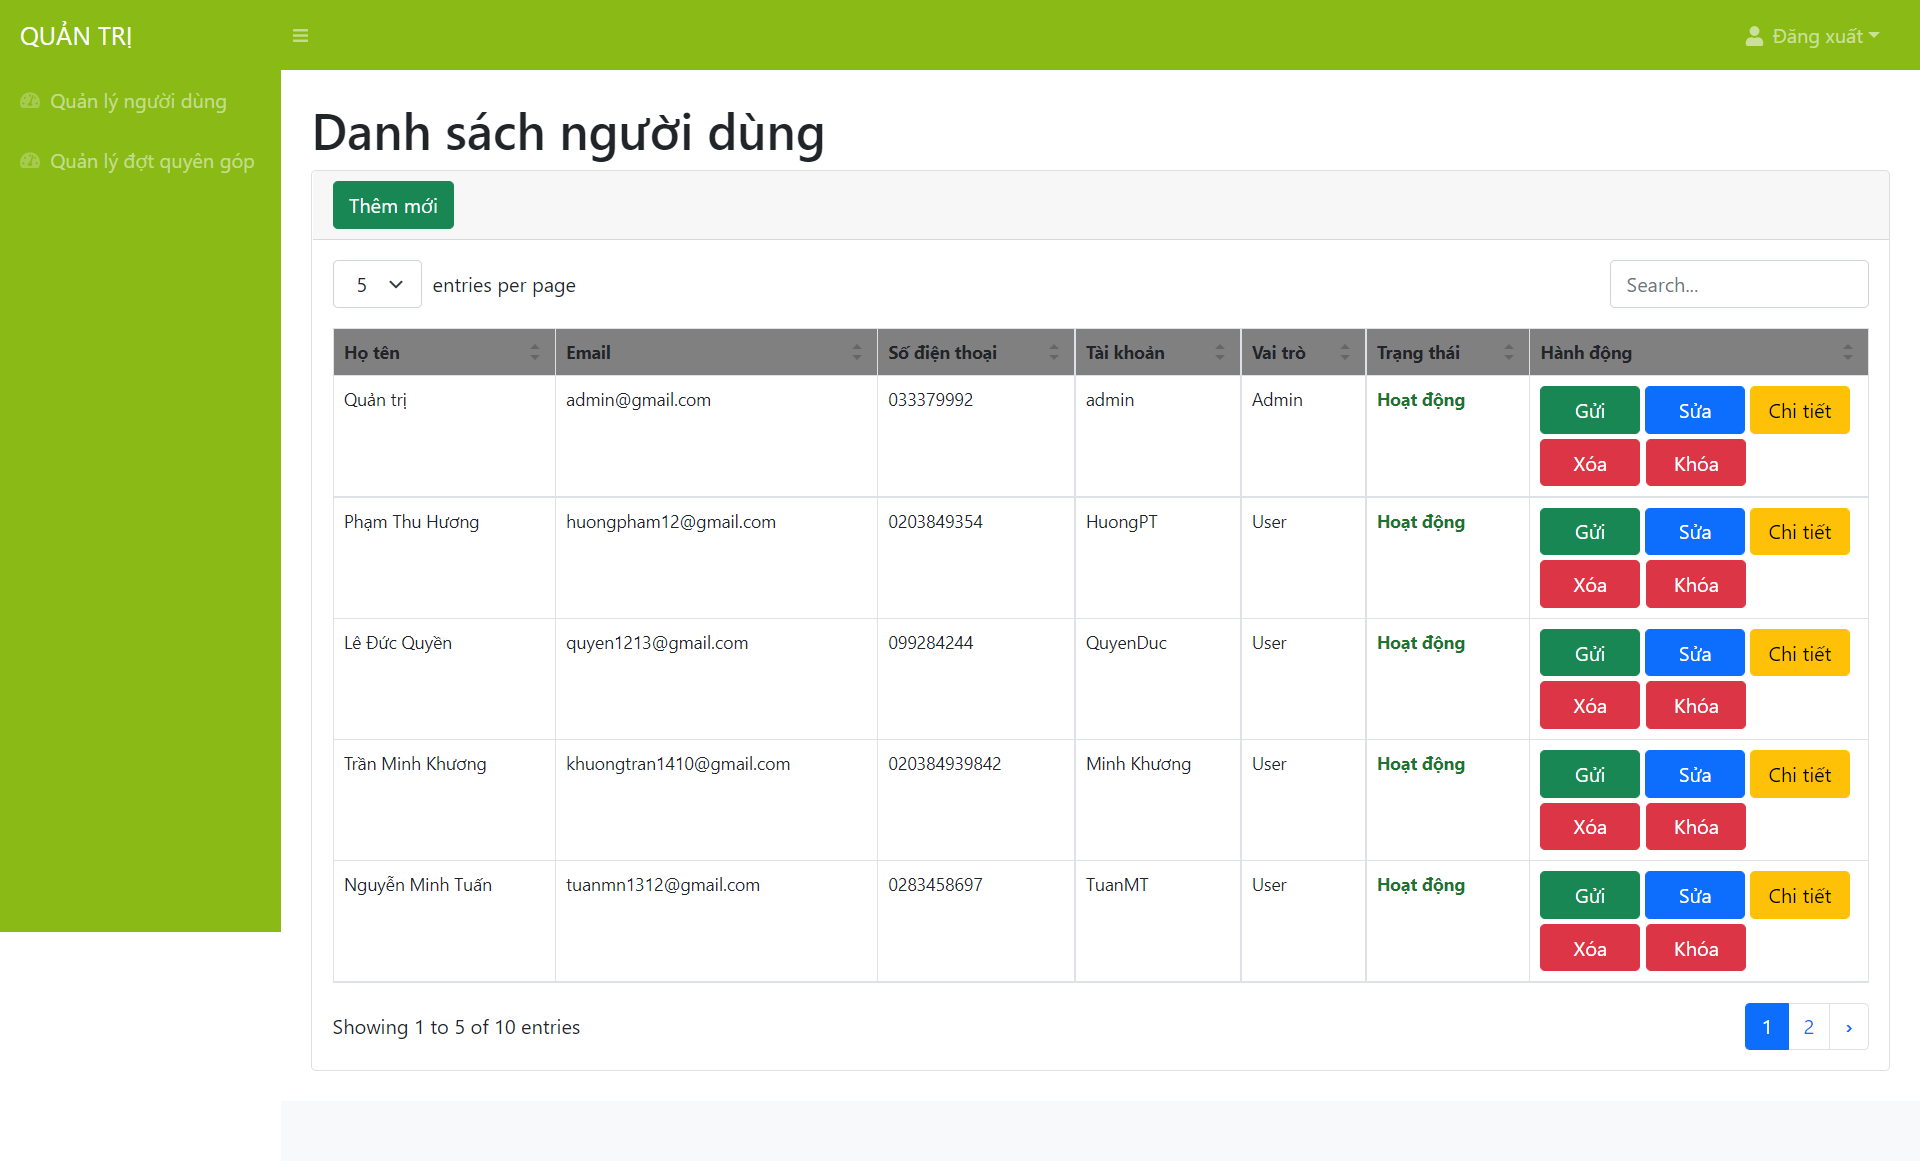 QUẢN TRỊ
Đăng xuất
Quản lý người dùng
Quản lý đợt quyên góp
Danh sách người dùng
Thêm mới
5 entries per page
Search...
Họ tên Email Số điện thoại Tài khoản Vai trò Trạng thái Hành động
Quản trị admin@gmail.com 033379992 admin Admin Hoạt động Gửi Sửa Chi tiết
Xóa Khóa
Phạm Thu Hương huongpham12@gmail.com 0203849354 HuongPT User Hoạt động Gửi Sửa Chi tiết
Xóa Khóa
Lê Đức Quyền quyen1213@gmail.com 099284244 QuyenDuc User Hoạt động Gửi Sửa Chi tiết
Xóa Khóa
Trần Minh Khương khuongtran1410@gmail.com 020384939842 Minh Khương User Hoạt động Gửi Sửa Chi tiết
Xóa Khóa
Nguyễn Minh Tuấn tuanmn1312@gmail.com 0283458697 TuanMT User Hoạt động Gửi Sửa Chi tiết
Xóa Khóa
Showing 1 to 5 of 10 entries
1 2 ›